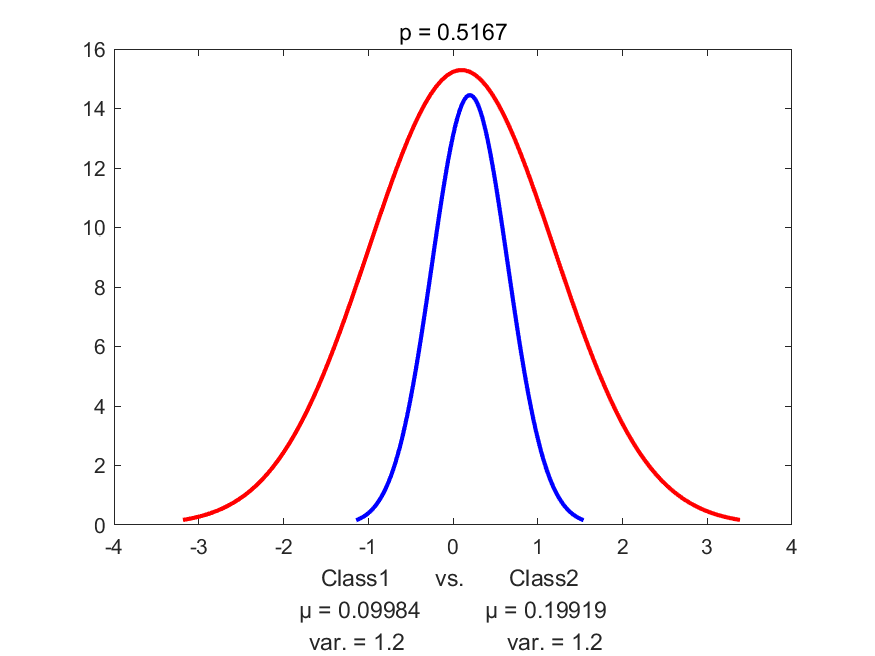 p = 0.5167
16
14
12
10
8
6
4
2
0
-4 -3 -2 -1 0 1 2 3 4
Class1 vs. Class2
μ = 0.09984 μ = 0.19919
var. = 1.2 var. = 1.2